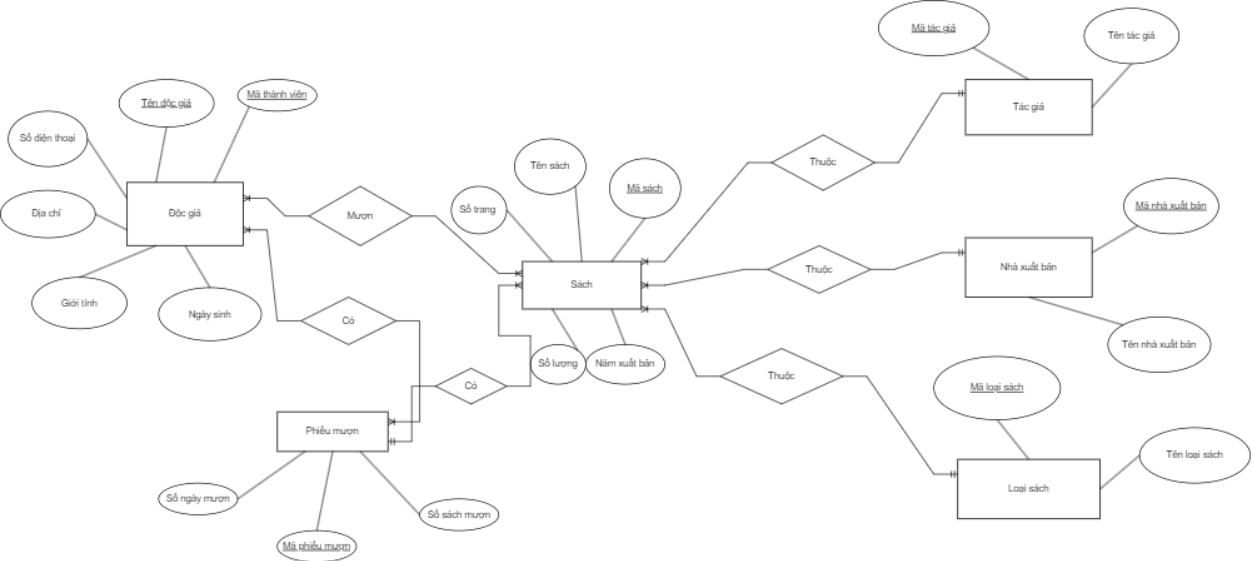 Mã tác giả
Tên tác giả
Tác giả
Tên độc giả
Mã thành viên
Số điện thoại
Địa chỉ
Độc giả
Giới tính
Ngày sinh
Mượn
Có
Có
Tên sách
Mã sách
Số trang
Sách
Số lượng
Năm xuất bản
Thuộc
Thuộc
Thuộc
Mã nhà xuất bản
Nhà xuất bản
Tên nhà xuất bản
Mã loại sách
Tên loại sách
Loại sách
Phiếu mượn
Số ngày mượn
Mã phiếu mượn
Số sách mượn